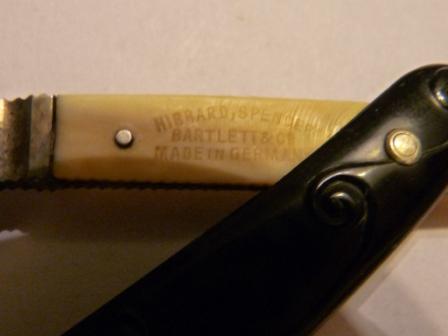 HIBBARD, SPENCER
BARTLETT & CO
MADE IN GERMANY